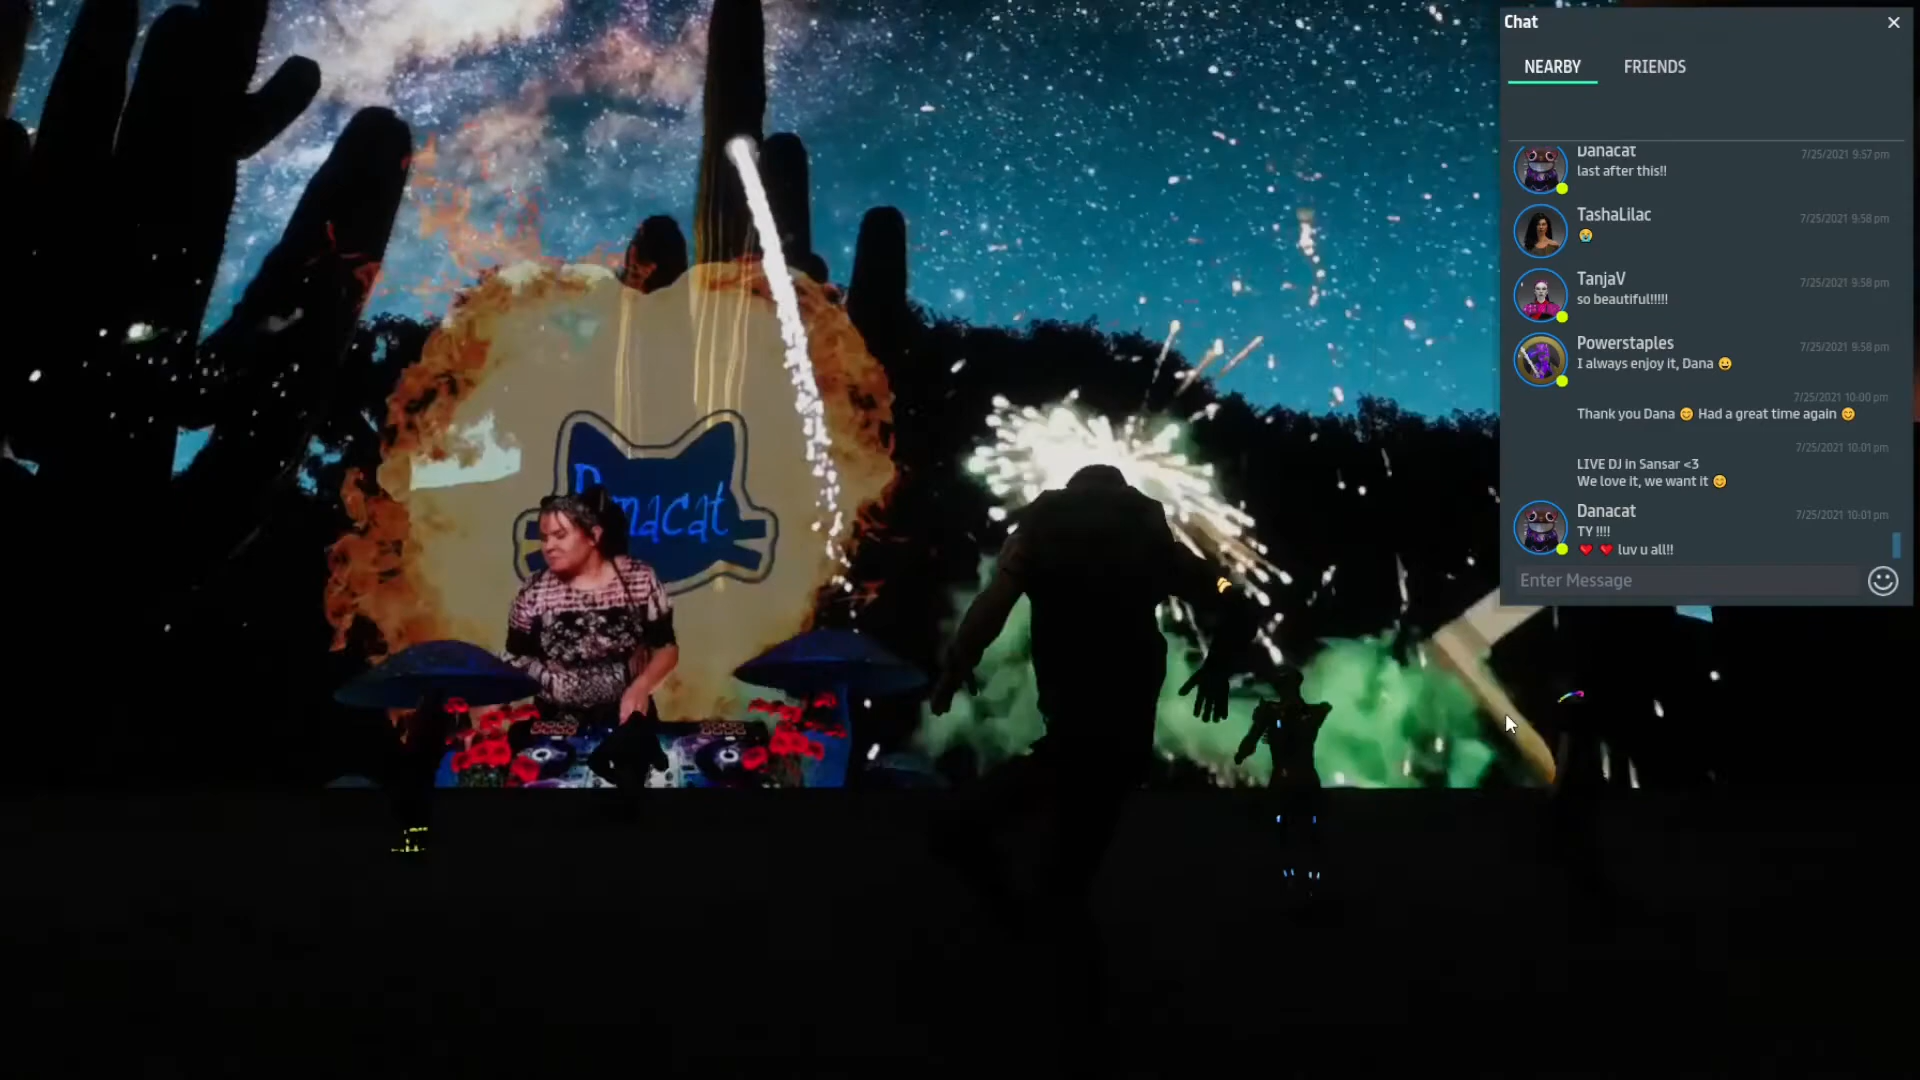 Chat
NEARBY FRIENDS
Danacat 7/25/2021 9:57 pm
last after this!!
TashaLilac 7/25/2021 9:58 pm
TanjaV 7/25/2021 9:58 pm
so beautiful!!!!!
Powerstaples 7/25/2021 9:58 pm
I always enjoy it, Dana 😀
7/25/2021 10:00 pm
Thank you Dana 😊 Had a great time again 😊
7/25/2021 10:01 pm
LIVE DJ in Sansar <3
We love it, we want it 😊
Danacat 7/25/2021 10:01 pm
TY !!!!
❤️ ❤️ luv u all!!
Enter Message
Danacat